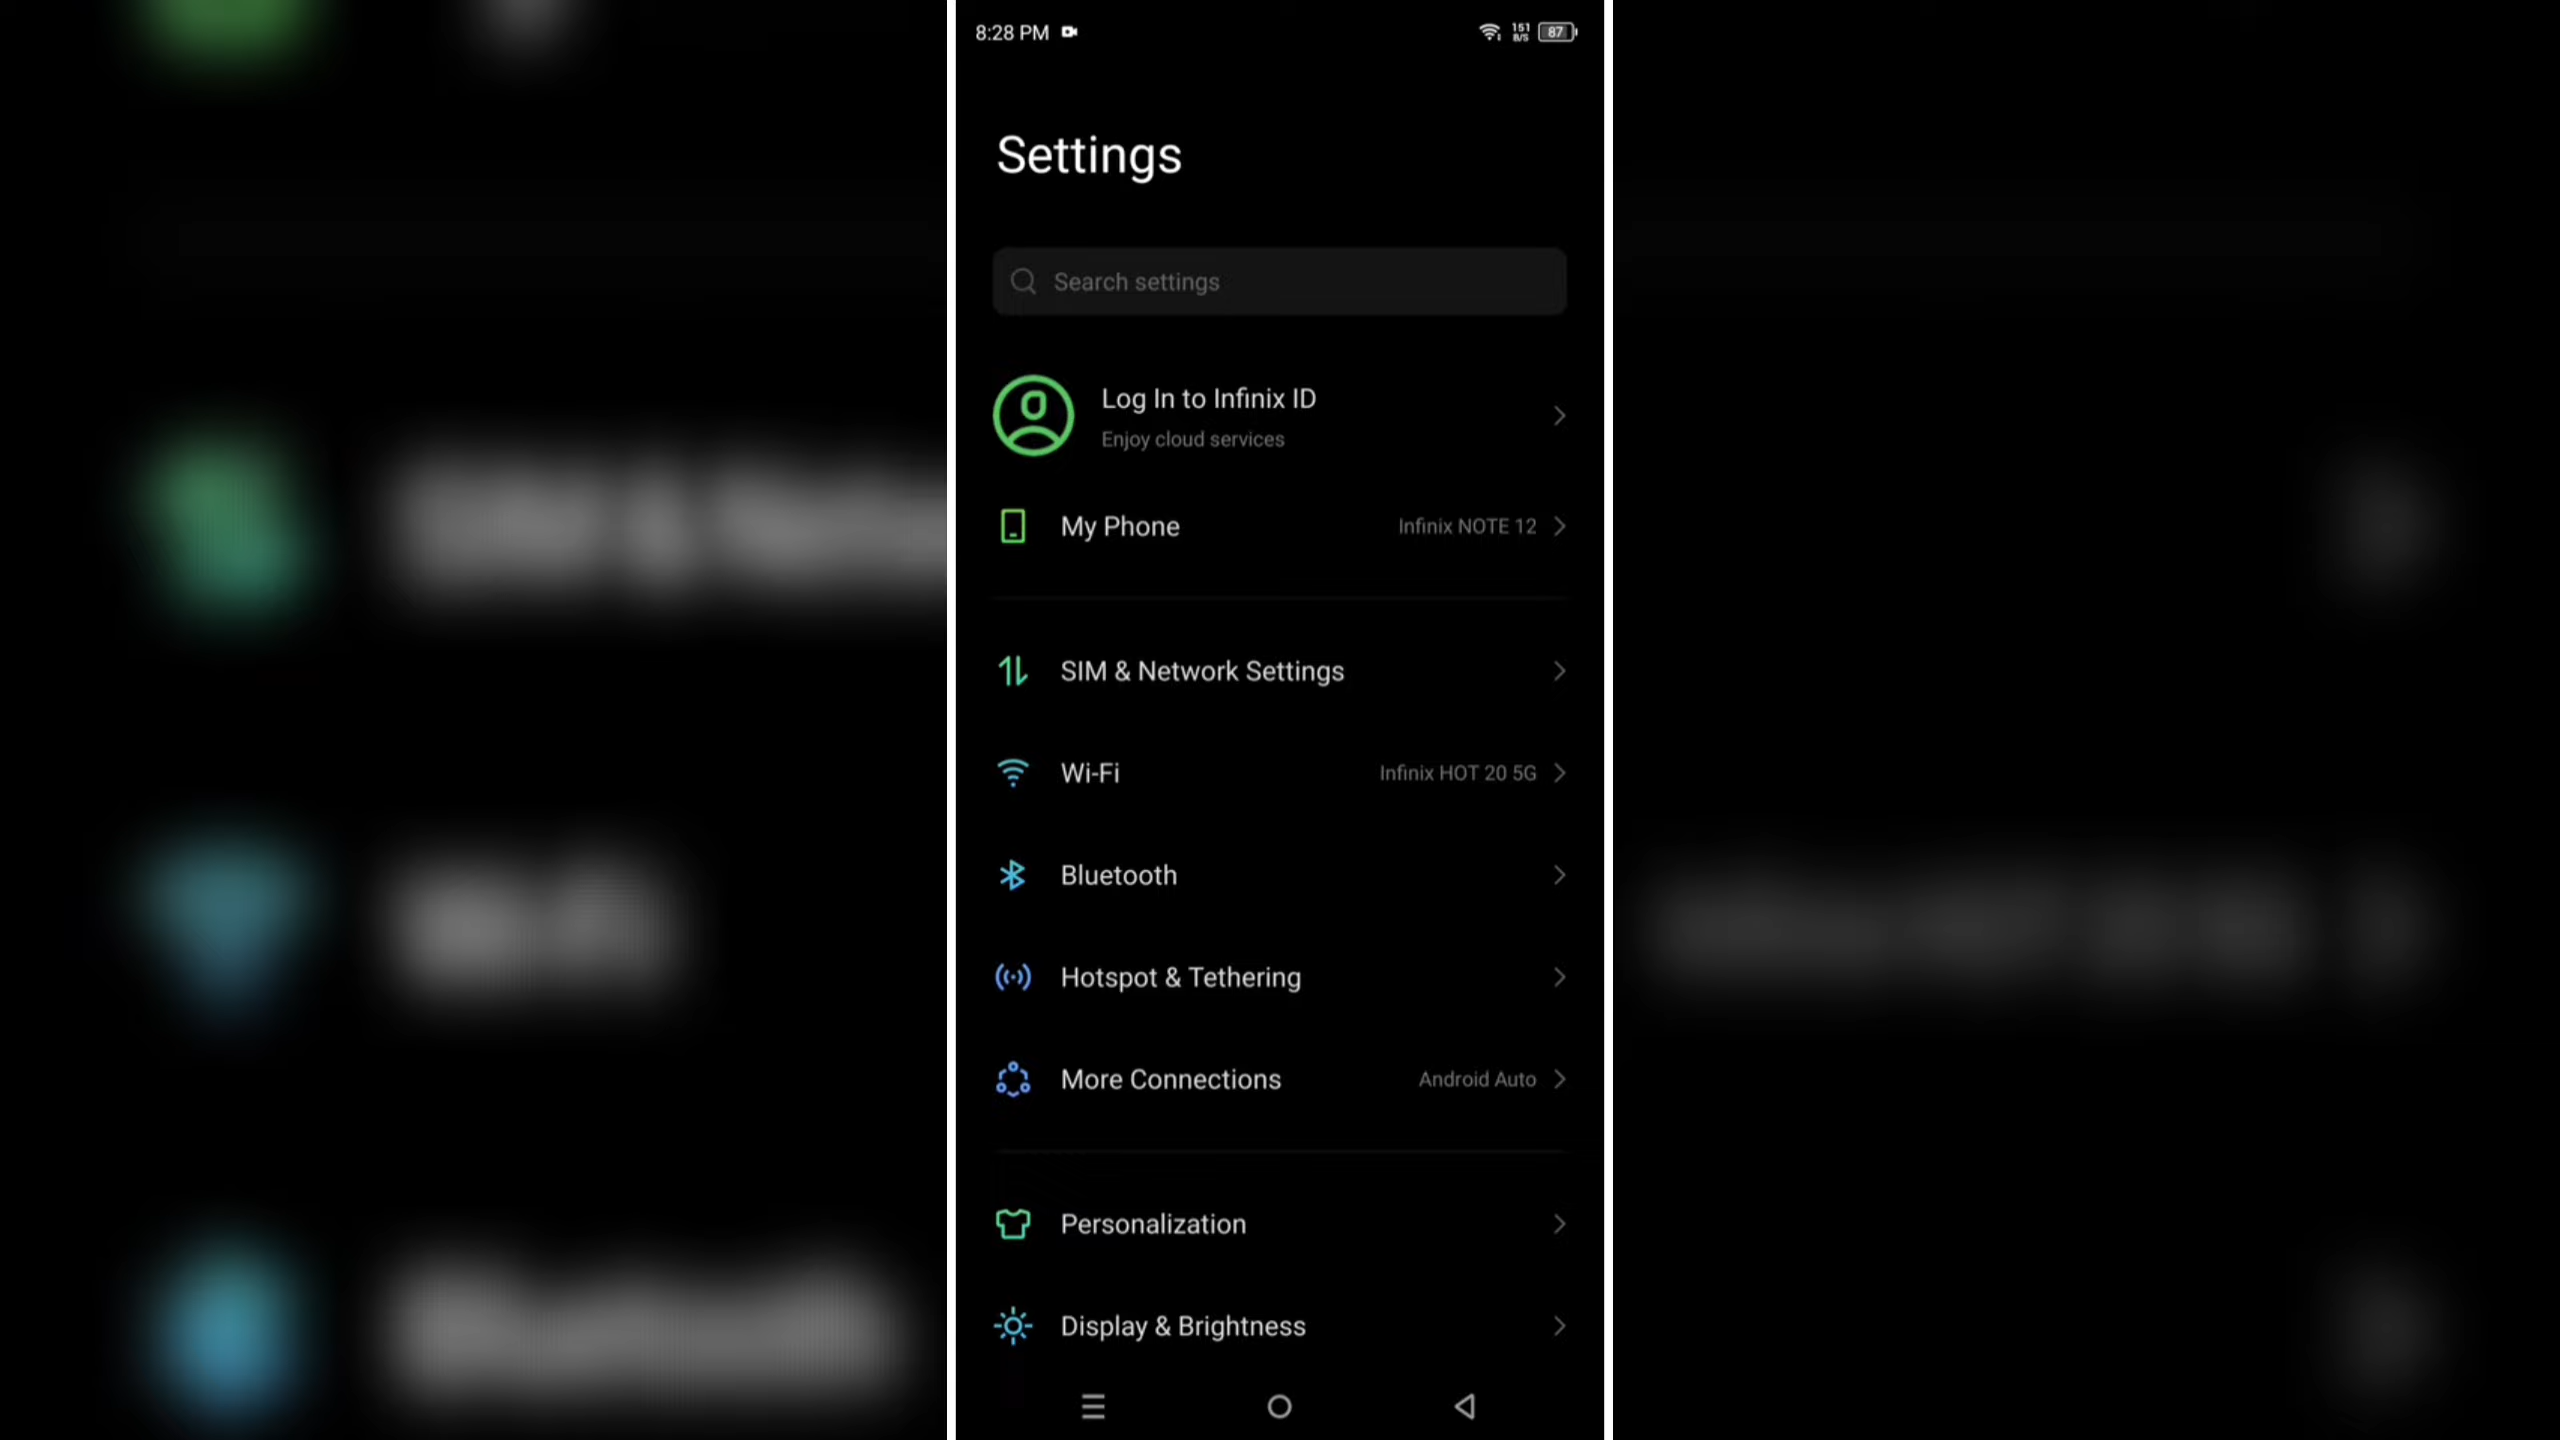 8:28 PM
151
B/S
87
Settings
Search settings
Log In to Infinix ID
Enjoy cloud services
My Phone Infinix NOTE 12
SIM & Network Settings
Wi-Fi Infinix HOT 20 5G
Bluetooth
Hotspot & Tethering
More Connections Android Auto
Personalization
Display & Brightness